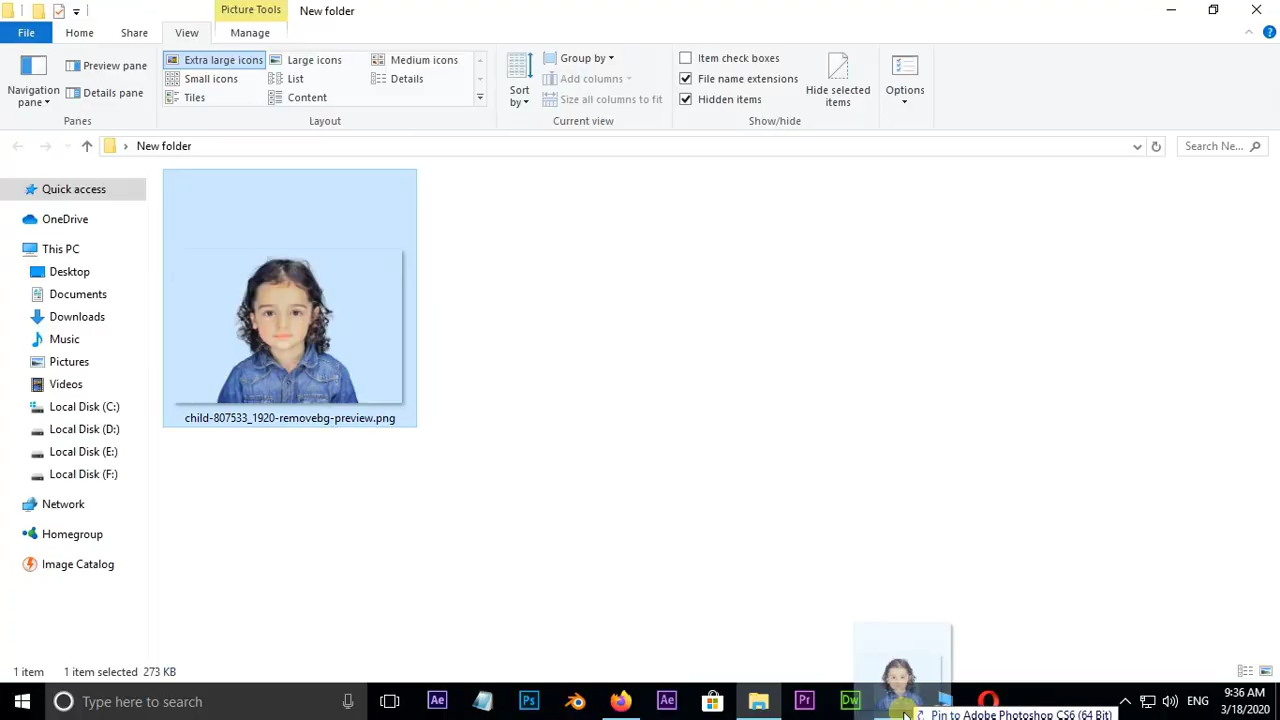 Picture Tools
New folder
File
Home
Share
View
Manage
Extra large icons
Large icons
Medium icons
Small icons
List
Details
Tiles
Content
Navigation pane
Preview pane
Details pane
Sort by
Group by
Add columns
Size all columns to fit
Item check boxes
File name extensions
Hidden items
Hide selected items
Options
Panes
Layout
Current view
Show/hide
New folder
Search Ne...
Quick access
OneDrive
This PC
Desktop
Documents
Downloads
Music
Pictures
Videos
Local Disk (C:)
Local Disk (D:)
Local Disk (E:)
Local Disk (F:)
Network
Homegroup
Image Catalog
child-807533_1920-removebg-preview.png
1 item
1 item selected 273 KB
Type here to search
Ae
Ps
Ae
Pr
Dw
Pin to Adobe Photoshop CS6 (64 Bit)
ENG
9:36 AM
3/18/2020